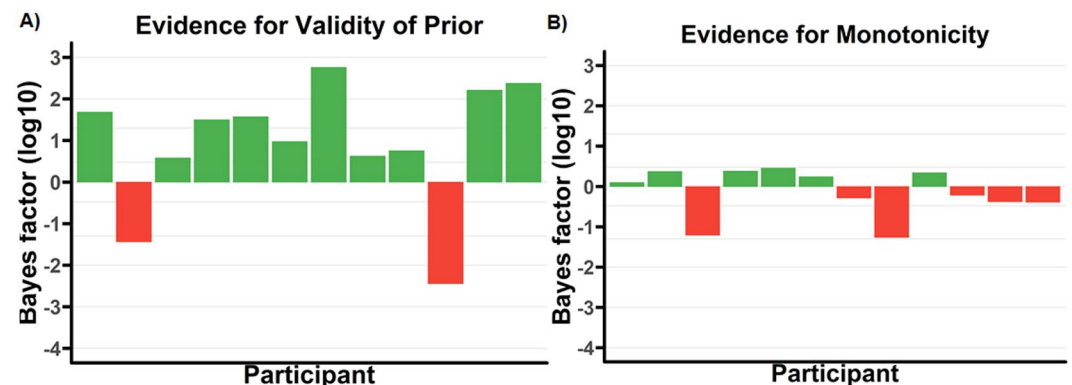 A)
Evidence for Validity of Prior
3
2
1
0
-1
-2
-3
-4
Bayes factor (log10)
Participant
B)
Evidence for Monotonicity
3
2
1
0
-1
-2
-3
-4
Bayes factor (log10)
Participant